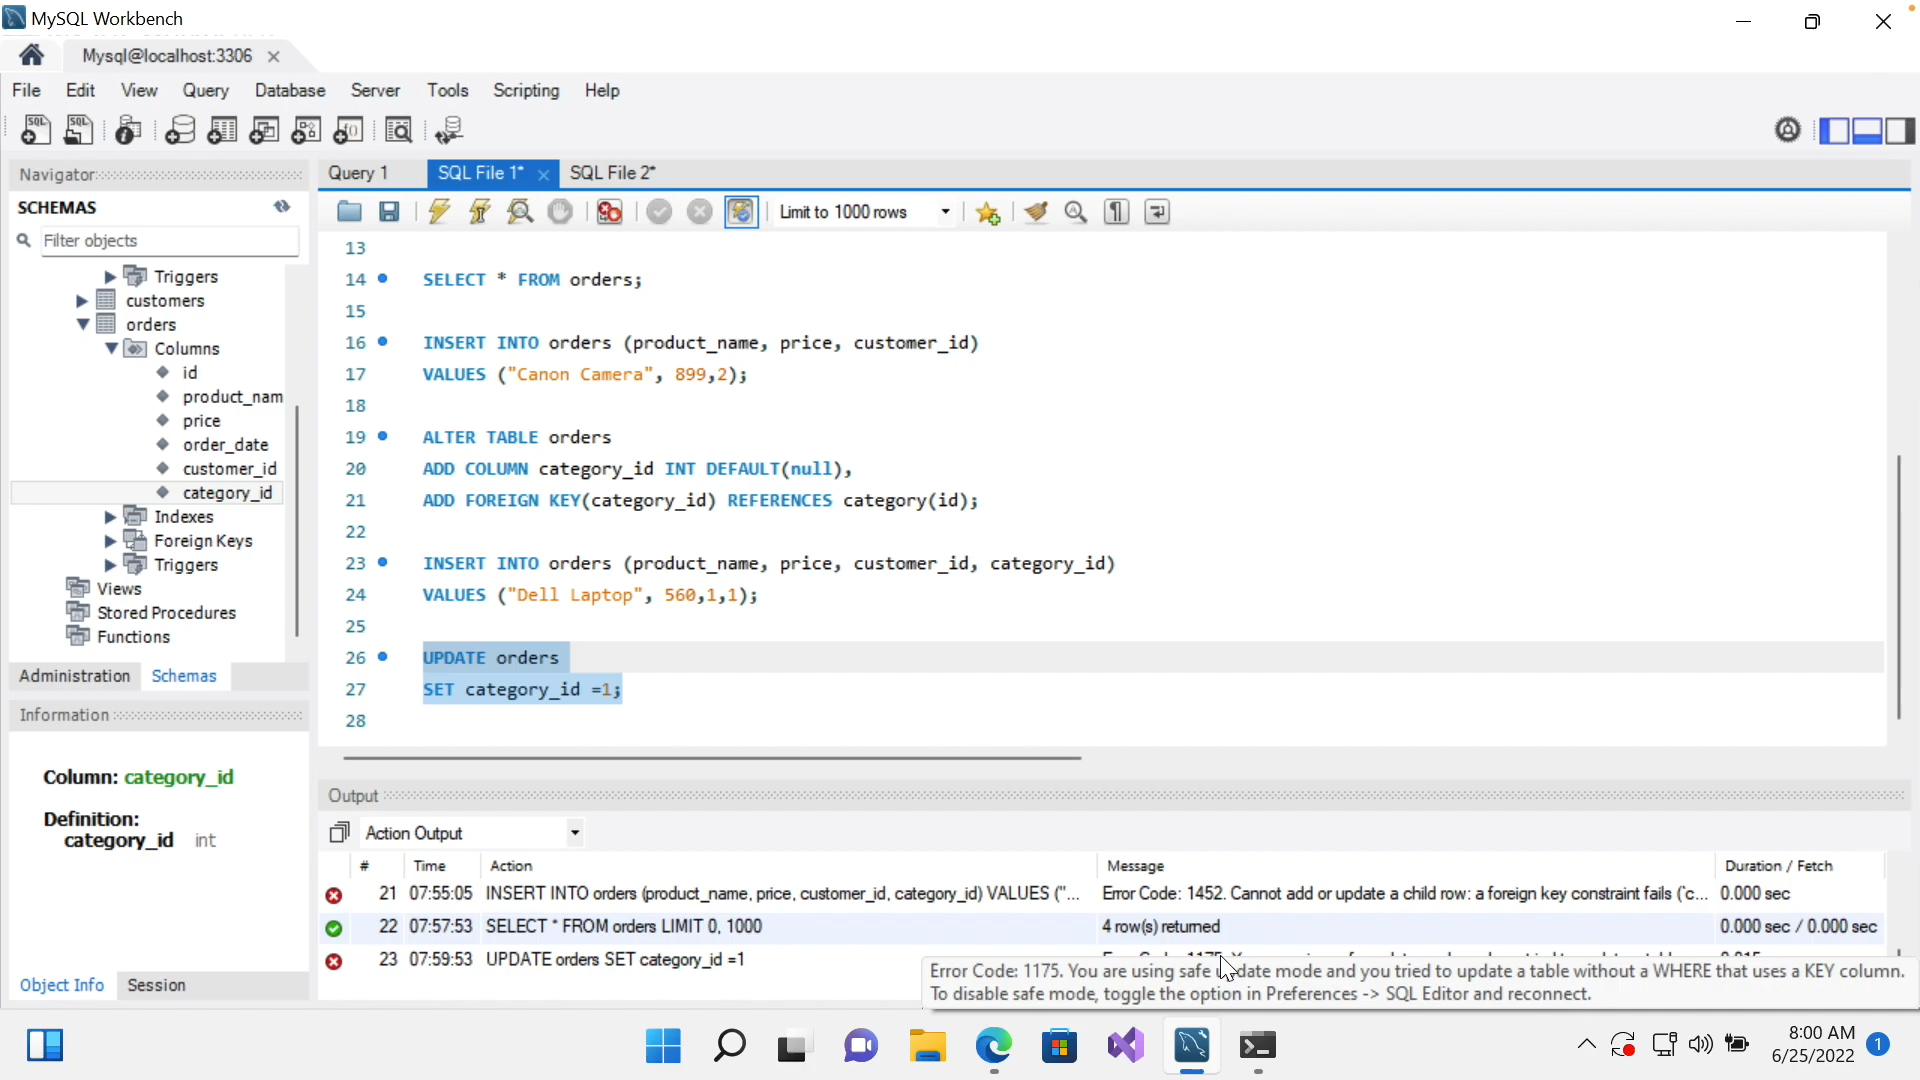 MySQL Workbench
Mysql@localhost:3306
File Edit View Query Database Server Tools Scripting Help
Navigator
Query 1 SQL File 1* SQL File 2*
SCHEMAS
Limit to 1000 rows
Filter objects
Triggers
customers
orders
Columns
id
product_nam
price
order_date
customer_id
category_id
Indexes
Foreign Keys
Triggers
Views
Stored Procedures
Functions
Administration Schemas
Information
Column: category_id
Definition:
category_id int
Object Info Session
13
14 SELECT * FROM orders;
15
16 INSERT INTO orders (product_name, price, customer_id)
17 VALUES ("Canon Camera", 899,2);
18
19 ALTER TABLE orders
20 ADD COLUMN category_id INT DEFAULT(null),
21 ADD FOREIGN KEY(category_id) REFERENCES category(id);
22
23 INSERT INTO orders (product_name, price, customer_id, category_id)
24 VALUES ("Dell Laptop", 560,1,1);
25
26 UPDATE orders
27 SET category_id =1;
28
Output
Action Output
# Time Action Message Duration / Fetch
21 07:55:05 INSERT INTO orders (product_name, price, customer_id, category_id) VALUES ("... Error Code: 1452. Cannot add or update a child row: a foreign key constraint fails (`c... 0.000 sec
22 07:57:53 SELECT * FROM orders LIMIT 0, 1000 4 row(s) returned 0.000 sec / 0.000 sec
23 07:59:53 UPDATE orders SET category_id =1
Error Code: 1175. You are using safe update mode and you tried to update a table without a WHERE that uses a KEY column.
To disable safe mode, toggle the option in Preferences -> SQL Editor and reconnect.
8:00 AM
6/25/2022
1